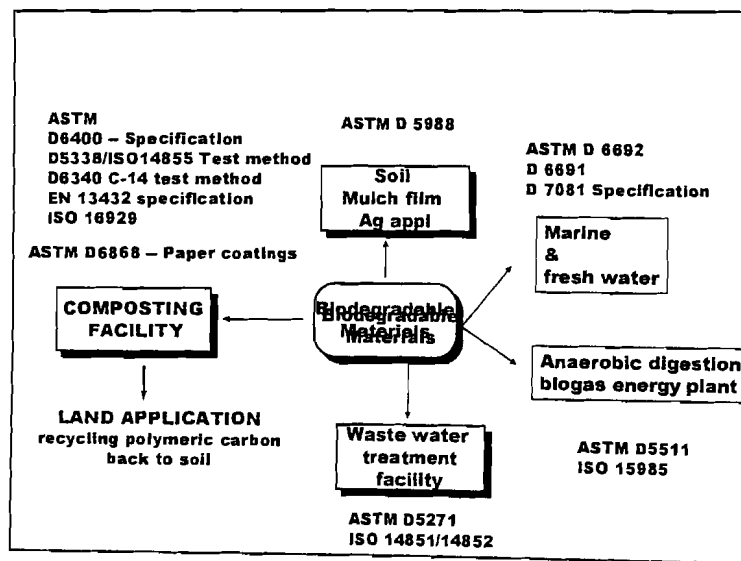 ASTM
D6400 – Specification
D5338/ISO14855 Test method
D6340 C-14 test method
EN 13432 specification
ISO 16929
ASTM D6868 – Paper coatings
ASTM D 5988
Soil
Mulch film
Ag appl
ASTM D 6692
D 6691
D 7081 Specification
Marine
&
fresh water
COMPOSTING
FACILITY
Biodegradable
Materials
Biodegradable
Materials
Anaerobic digestion
biogas energy plant
LAND APPLICATION
recycling polymeric carbon
back to soil
Waste water
treatment
facility
ASTM D5511
ISO 15985
ASTM D5271
ISO 14851/14852